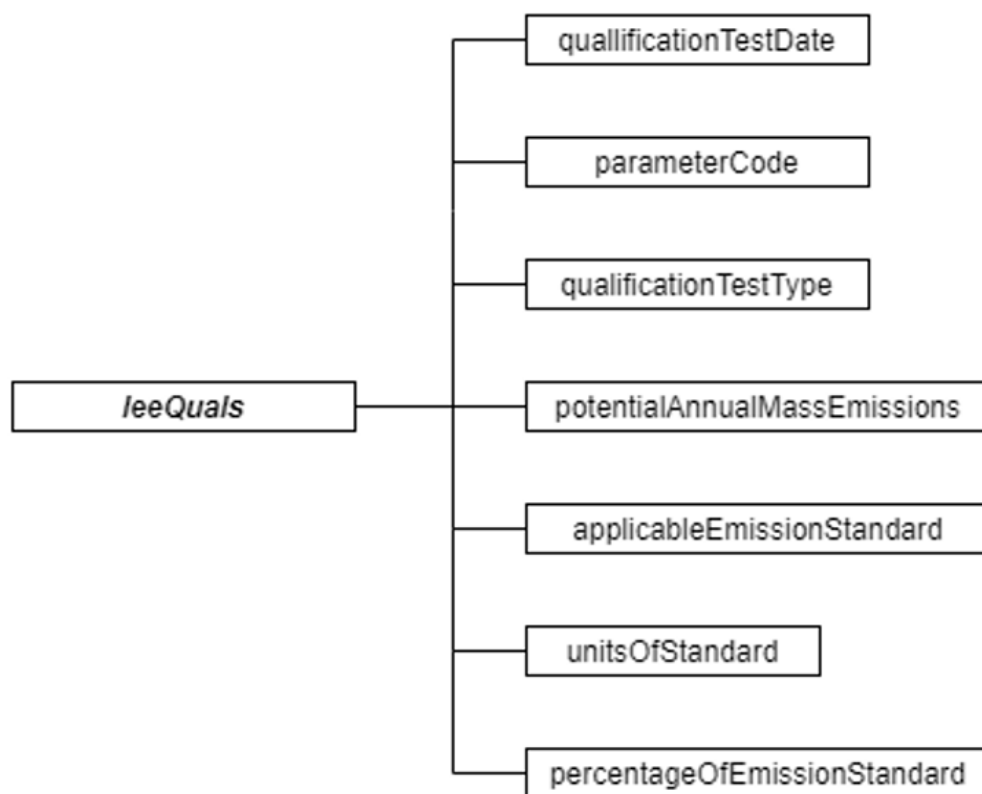 quallificationTestDate
parameterCode
qualificationTestType
leeQuals
potentialAnnualMassEmissions
applicableEmissionStandard
unitsOfStandard
percentageOfEmissionStandard